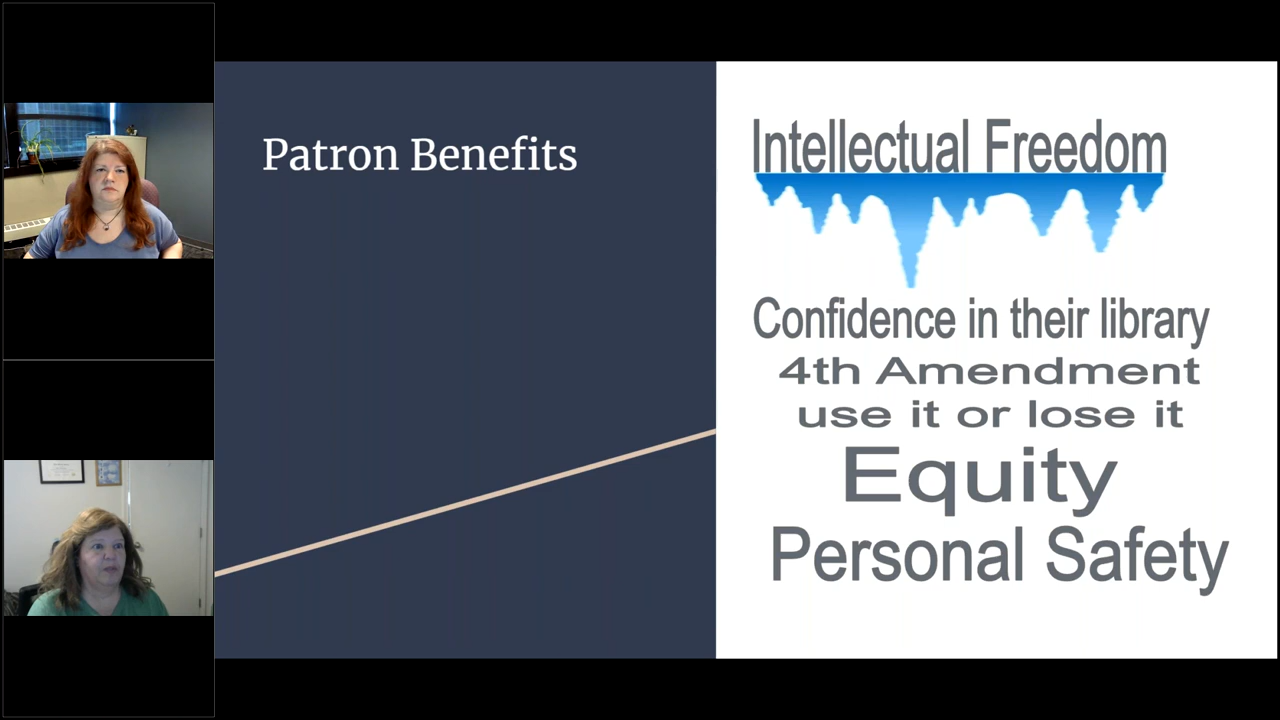 Patron Benefits
Intellectual Freedom
Confidence in their library
4th Amendment
use it or lose it
Equity
Personal Safety